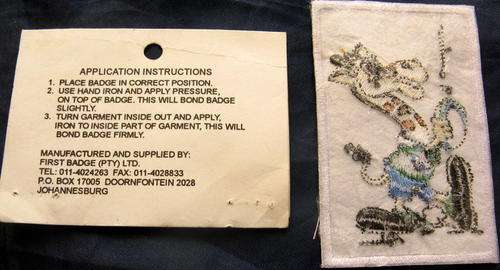 APPLICATION INSTRUCTIONS
1. PLACE BADGE IN CORRECT POSITION.
2. USE HAND IRON AND APPLY PRESSURE,
ON TOP OF BADGE. THIS WILL BOND BADGE
SLIGHTLY.
3. TURN GARMENT INSIDE OUT AND APPLY,
IRON TO INSIDE PART OF GARMENT, THIS WILL
BOND BADGE FIRMLY.
MANUFACTURED AND SUPPLIED BY:
FIRST BADGE (PTY) LTD.
TEL: 011-4024263 FAX: 011-4028833
P.O. BOX 17005 DOORNFONTEIN 2028
JOHANNESBURG